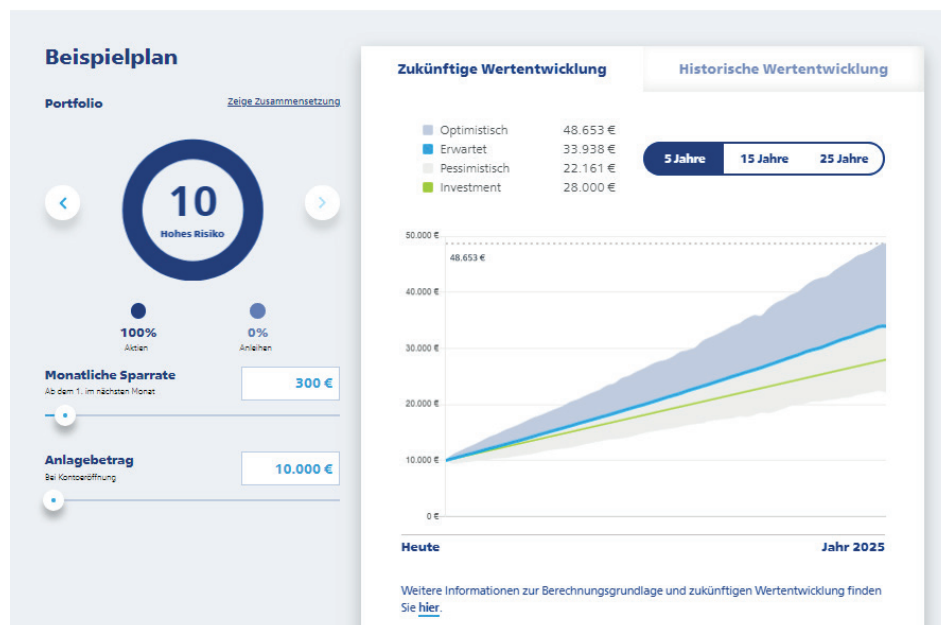 Beispielplan
Portfolio
Zeige Zusammensetzung
10
Hohes Risiko
100%
Aktien
0%
Anleihen
Monatliche Sparrate
Ab dem 1. im nächsten Monat
300 €
Anlagebetrag
Bei Kontoeröffnung
10.000 €
Zukünftige Wertentwicklung
Historische Wertentwicklung
Optimistisch 48.653 €
Erwartet 33.938 €
Pessimistisch 22.161 €
Investment 28.000 €
5 Jahre 15 Jahre 25 Jahre
50.000 €
48.653 €
40.000 €
30.000 €
20.000 €
10.000 €
0 €
Heute Jahr 2025
Weitere Informationen zur Berechnungsgrundlage und zukünftigen Wertentwicklung finden
Sie hier.